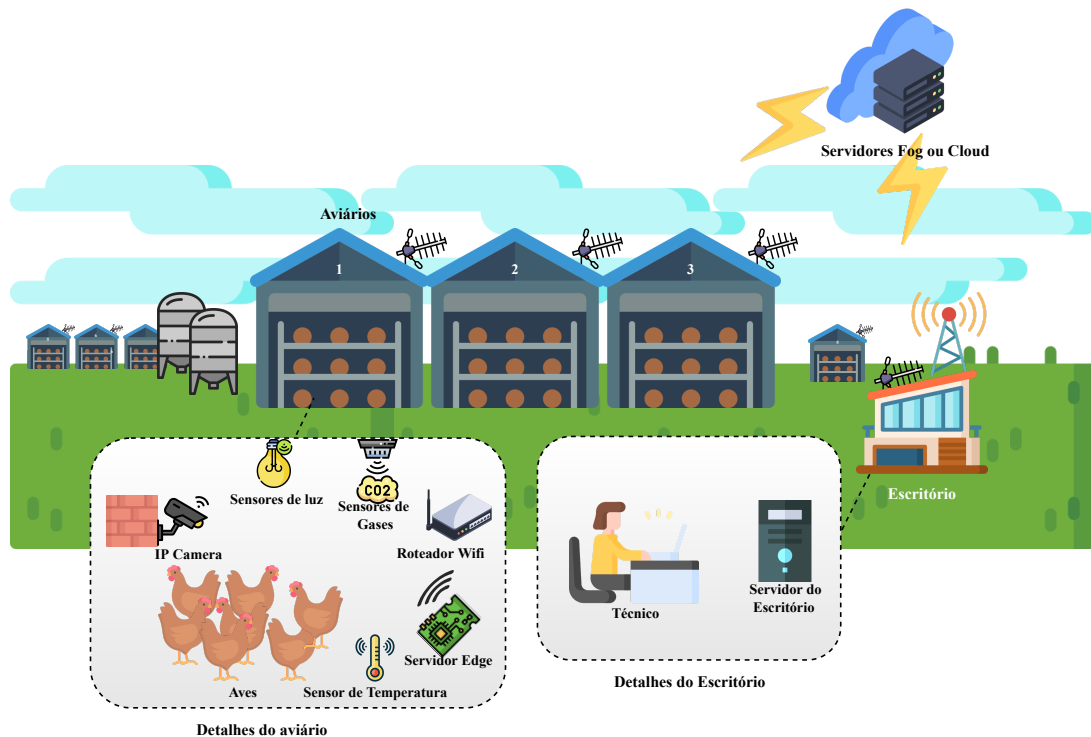 Servidores Fog ou Cloud
Aviários
1
2
3
Escritório
Sensores de luz
CO2
Sensores de
Gases
IP Camera
Roteador Wifi
Servidor Edge
Aves
Sensor de Temperatura
Detalhes do aviário
Técnico
Servidor do
Escritório
Detalhes do Escritório